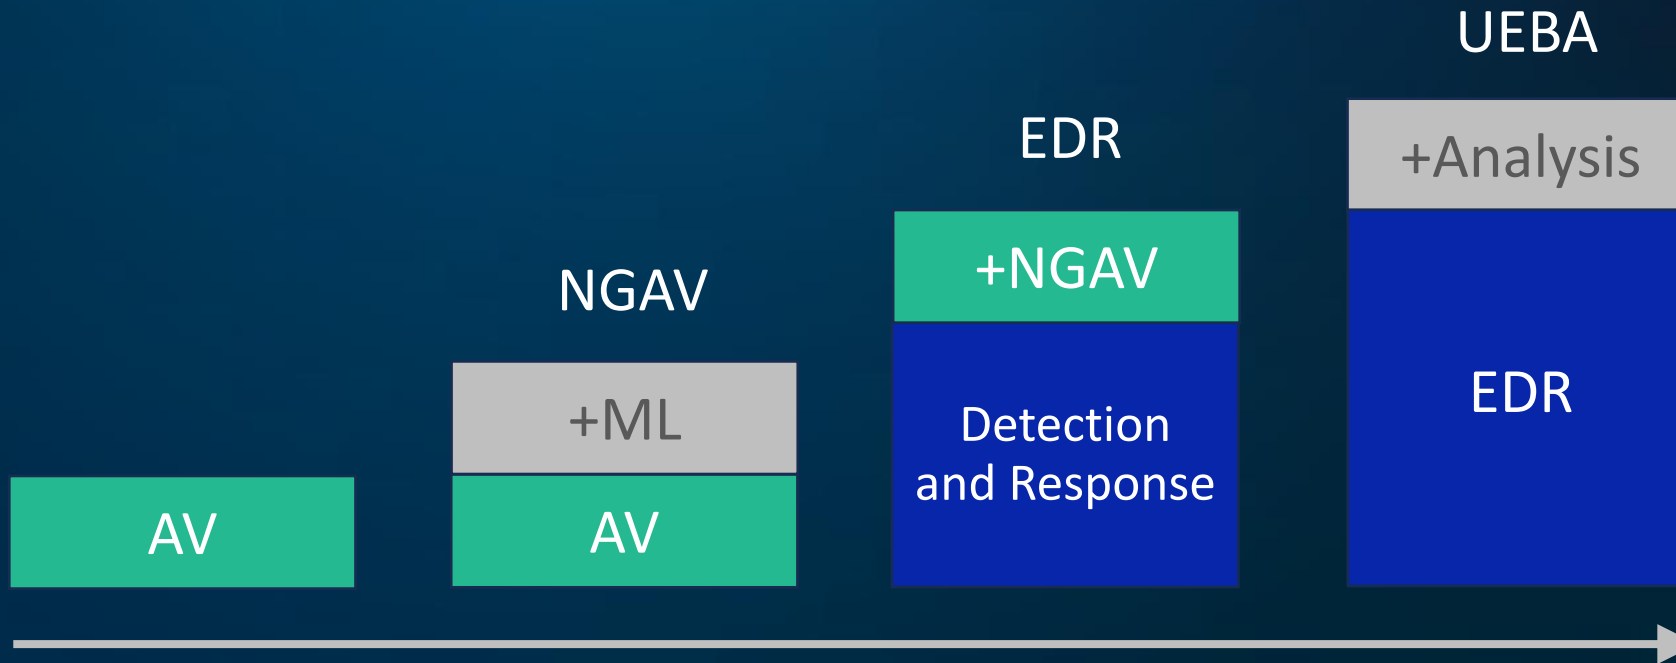 AV
NGAV
+ML
AV
EDR
+NGAV
Detection
and Response
UEBA
+Analysis
EDR